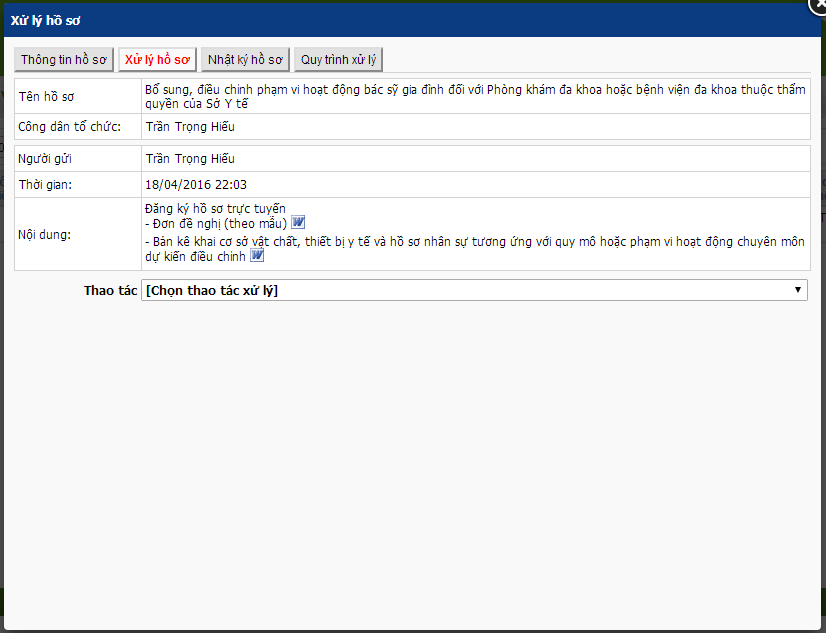 Xử lý hồ sơ
Thông tin hồ sơ Xử lý hồ sơ Nhật ký hồ sơ Quy trình xử lý
Tên hồ sơ
Bổ sung, điều chỉnh phạm vi hoạt động bác sỹ gia đình đối với Phòng khám đa khoa hoặc bệnh viện đa khoa thuộc thẩm
quyền của Sở Y tế
Công dân tổ chức: Trần Trọng Hiếu
Người gửi Trần Trọng Hiếu
Thời gian: 18/04/2016 22:03
Nội dung:
Đăng ký hồ sơ trực tuyến
- Đơn đề nghị (theo mẫu)
- Bản kê khai cơ sở vật chất, thiết bị y tế và hồ sơ nhân sự tương ứng với quy mô hoặc phạm vi hoạt động chuyên môn
dự kiến điều chỉnh
Thao tác [Chọn thao tác xử lý]